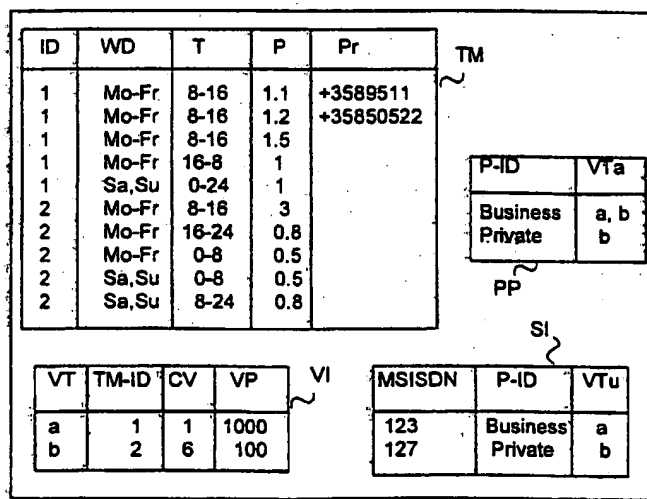 ID WD T P Pr
TM
1 Mo-Fr 8-16 1.1 +3589511
1 Mo-Fr 8-16 1.2 +35850522
1 Mo-Fr 8-16 1.5
1 Mo-Fr 16-8 1
1 Sa,Su 0-24 1
2 Mo-Fr 8-16 3
2 Mo-Fr 16-24 0.8
2 Mo-Fr 0-8 0.5
2 Sa,Su 0-8 0.5
2 Sa,Su 8-24 0.8
P-ID VTa
Business a, b
Private b
PP
VT TM-ID CV VP
VI
a 1 1 1000
b 2 6 100
SI
MSISDN P-ID VTu
123 Business a
127 Private b